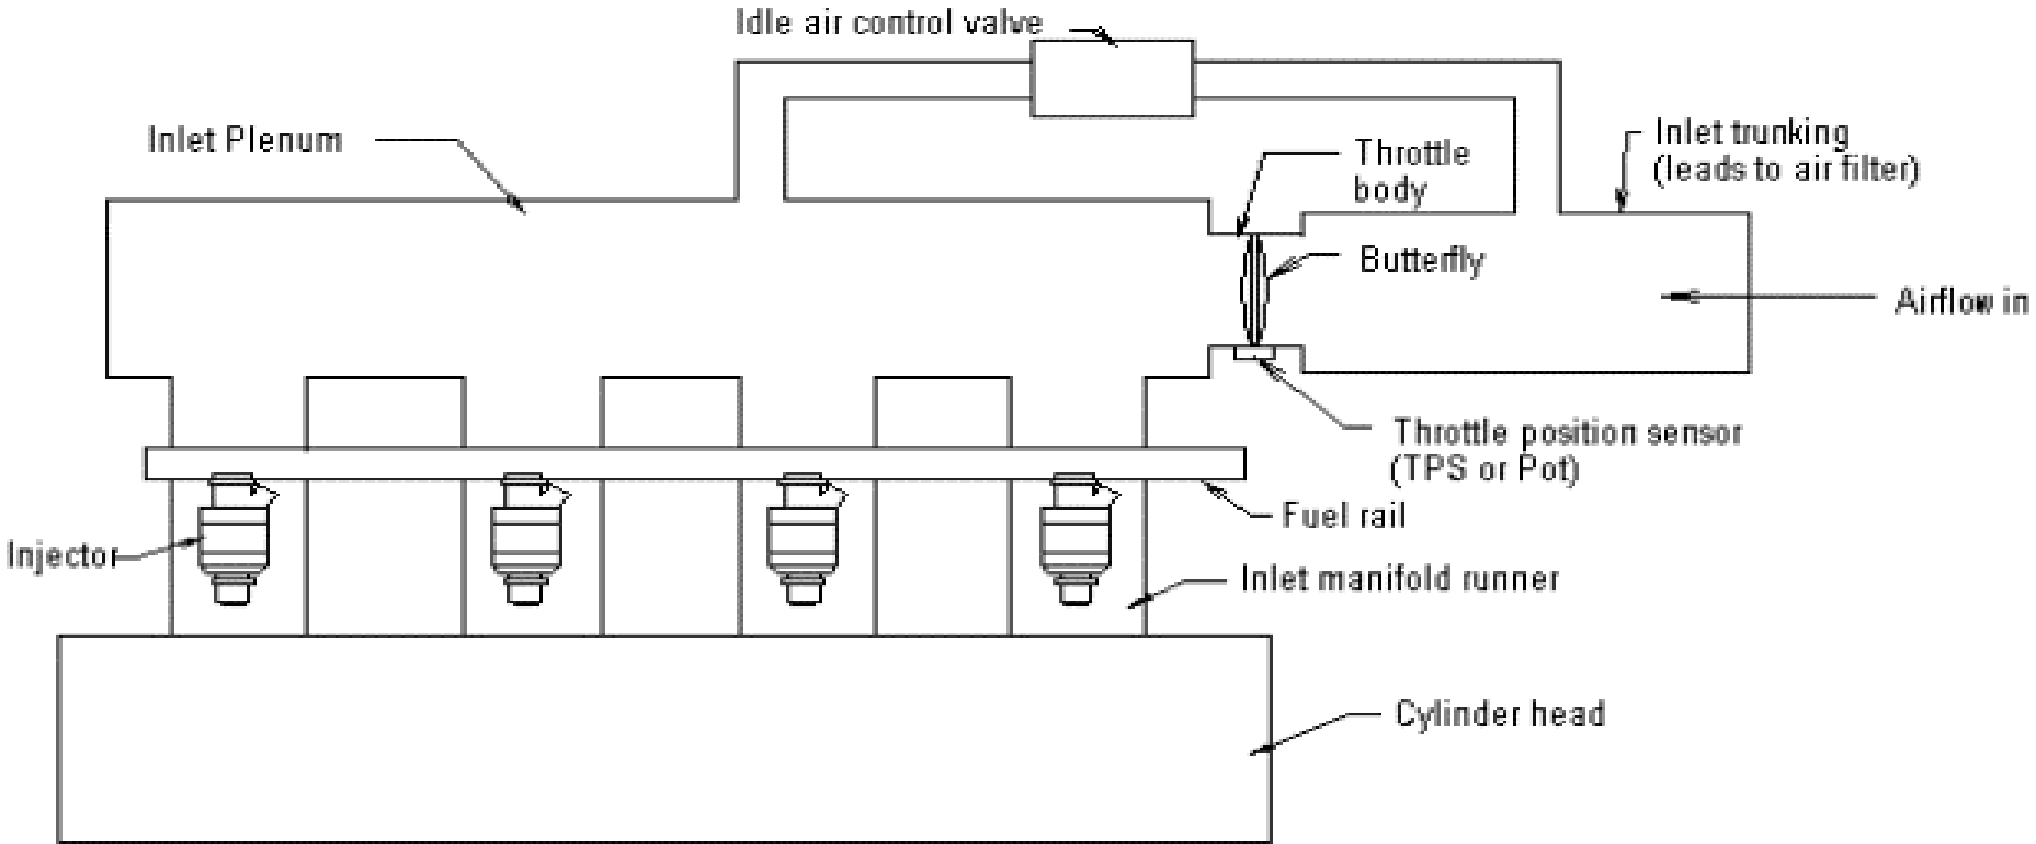 Idle air control valve
Inlet Plenum
Inlet trunking
(leads to air filter)
Throttle
body
Butterfly
Airflow in
Throttle position sensor
(TPS or Pot)
Fuel rail
Injector
Inlet manifold runner
Cylinder head